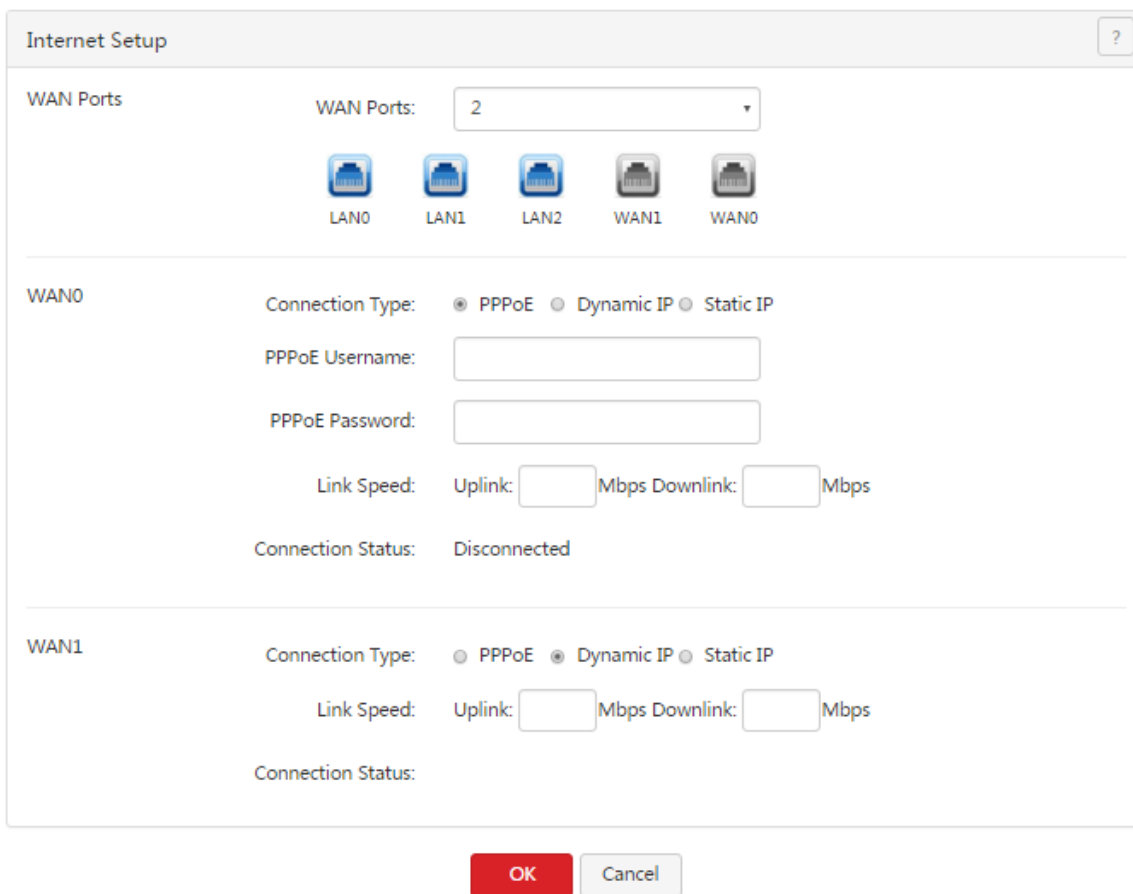 Internet Setup ?
WAN Ports WAN Ports: 2
LAN0 LAN1 LAN2 WAN1 WAN0
WAN0 Connection Type: PPPoE Dynamic IP Static IP
PPPoE Username:
PPPoE Password:
Link Speed: Uplink: Mbps Downlink: Mbps
Connection Status: Disconnected
WAN1 Connection Type: PPPoE Dynamic IP Static IP
Link Speed: Uplink: Mbps Downlink: Mbps
Connection Status:
OK Cancel